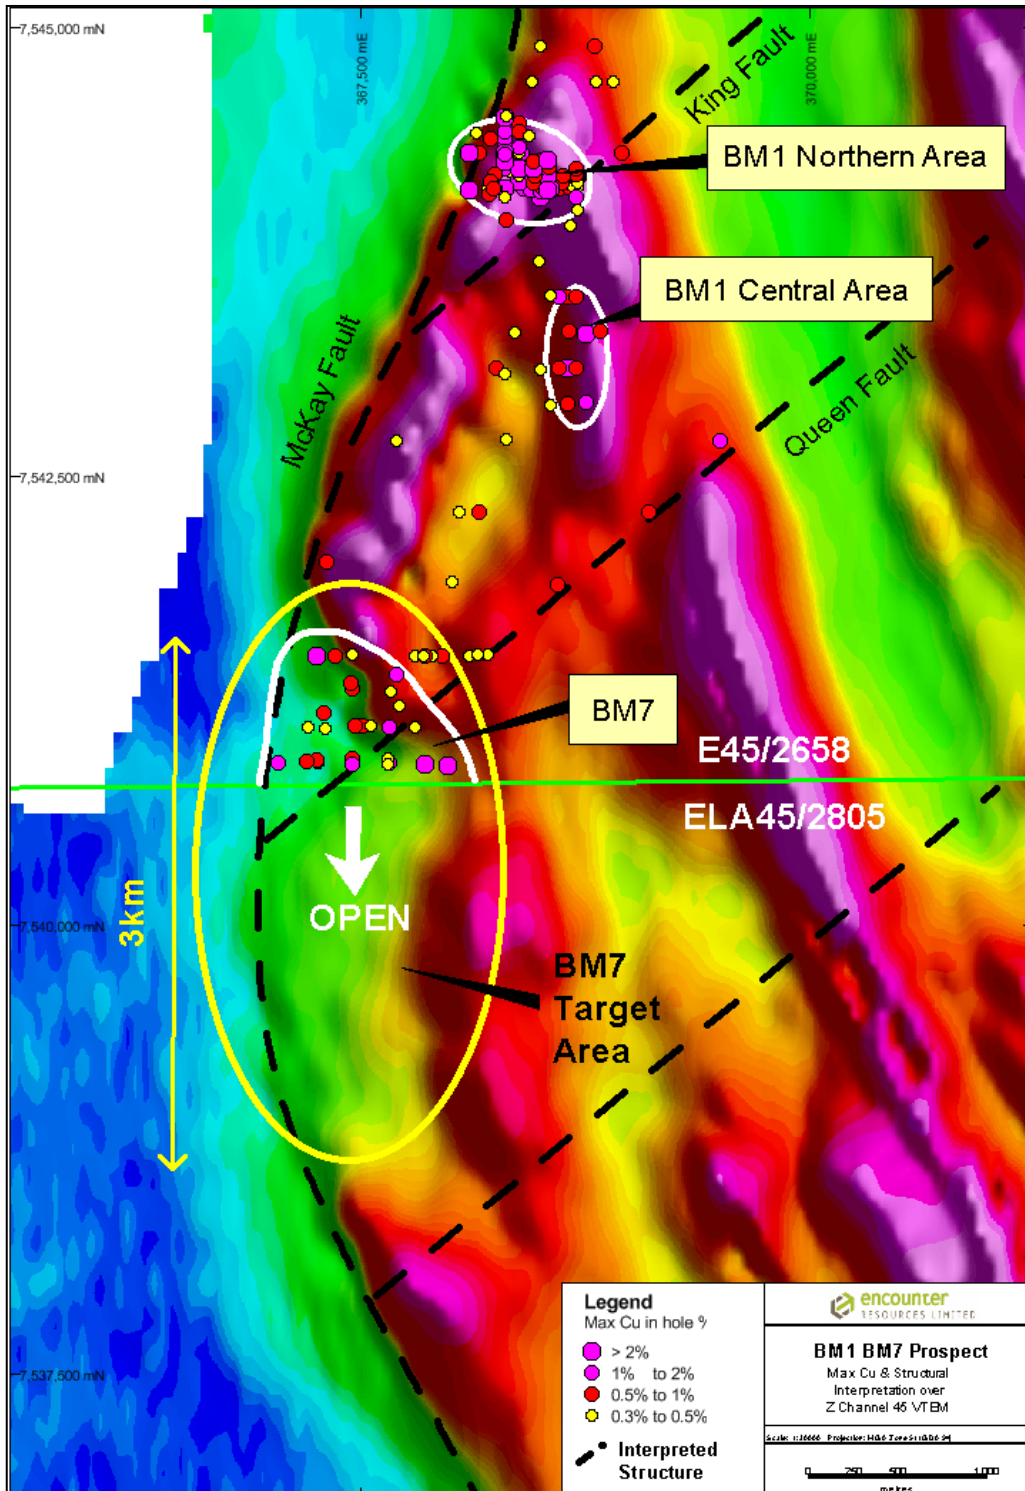 7,545,000 mN
367,500 mE
370,000 mE
King Fault
BM1 Northern Area
BM1 Central Area
McKay Fault
Queen Fault
7,542,500 mN
BM7
E45/2658
ELA45/2805
3km
OPEN
7,540,000 mN
BM7
Target
Area
7,537,500 mN
Legend
Max Cu in hole %
> 2%
1% to 2%
0.5% to 1%
0.3% to 0.5%
Interpreted
Structure
encounter
RESOURCES LIMITED
BM1 BM7 Prospect
Max Cu & Structural
Interpretation over
Z Channel 45 VTEM
Scale:
Projection:
0 250 500 1,000
metres